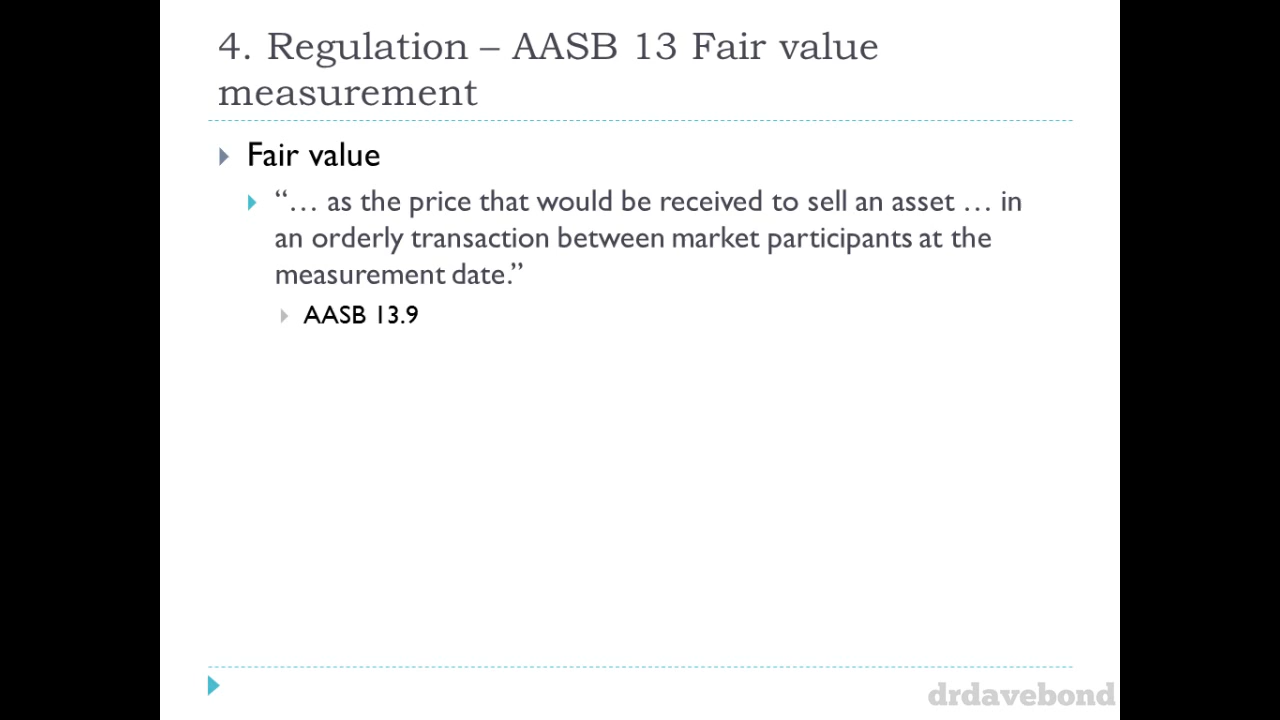 4. Regulation – AASB 13 Fair value
measurement
Fair value
“… as the price that would be received to sell an asset … in
an orderly transaction between market participants at the
measurement date.”
AASB 13.9
drdavebond